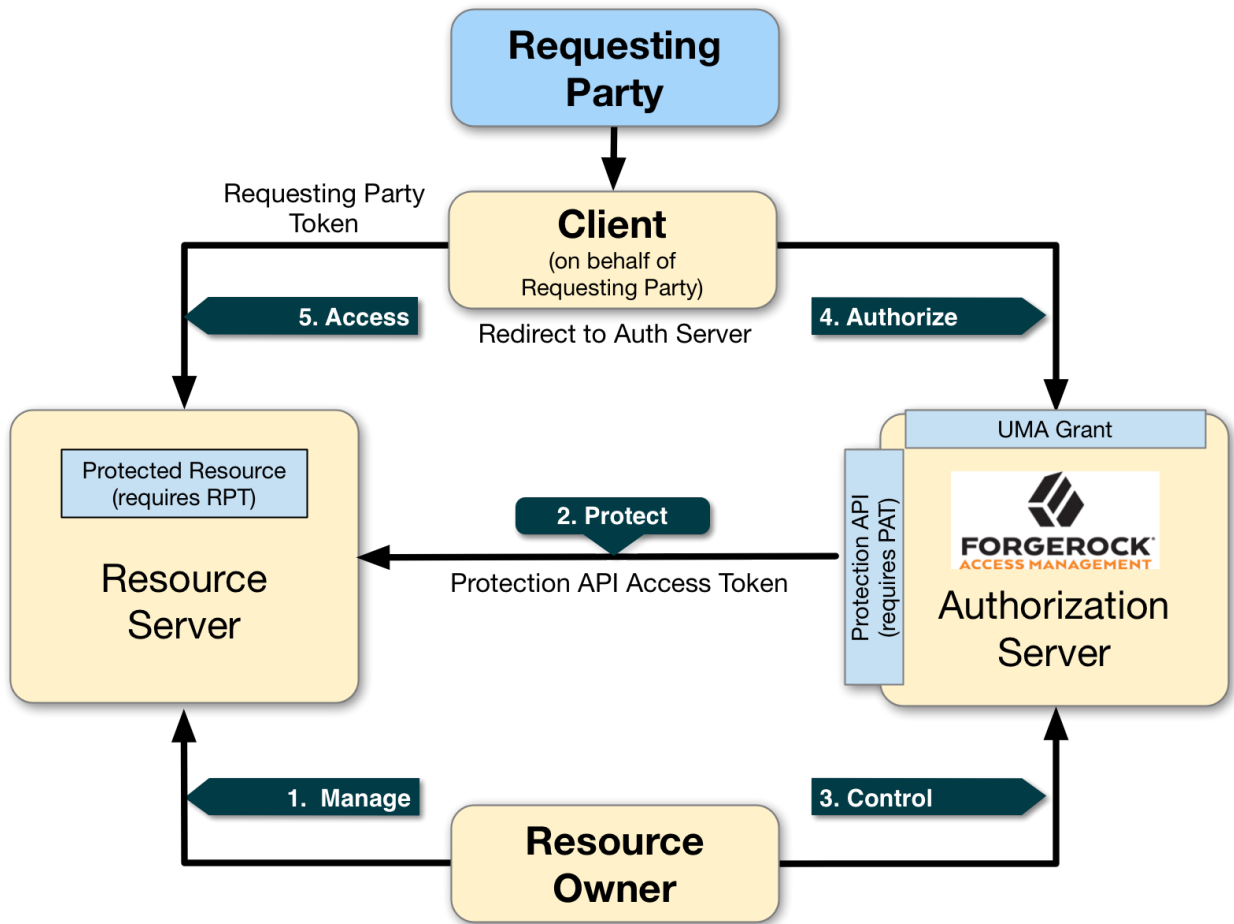 Requesting
Party
Requesting Party
Token
Client
(on behalf of
Requesting Party)
5. Access
4. Authorize
Redirect to Auth Server
UMA Grant
Protected Resource
(requires RPT)
Resource
Server
2. Protect
Protection API Access Token
Protection API
(requires PAT)
FORGEROCK®
ACCESS MANAGEMENT
Authorization
Server
1. Manage
3. Control
Resource
Owner